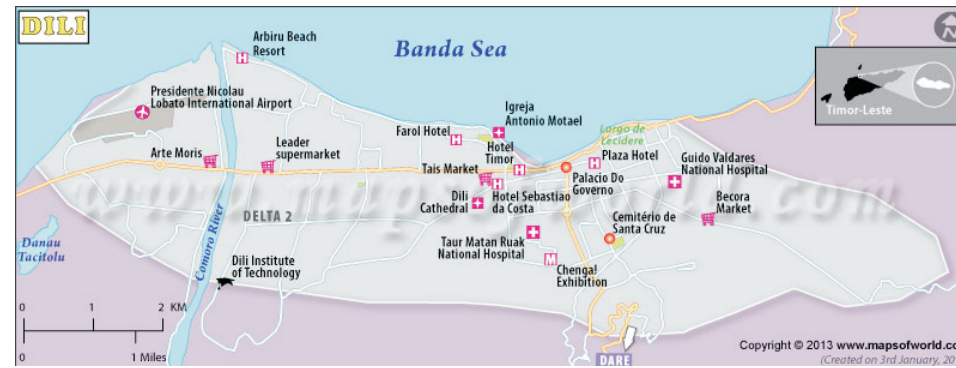 DILI
Banda Sea
N
Arbiru Beach
Resort
Presidente Nicolau
Lobato International Airport
Igreja
Antonio Motael
Timor-Leste
Farol Hotel
Hotel
Timor
Largo de
Lecidere
Plaza Hotel
Guido Valdares
National Hospital
Arte Moris
Leader
supermarket
Tais Market
Palacio Do
Governo
Dili
Cathedral
Hotel Sebastiao
da Costa
Becora
Market
Cemitério de
Santa Cruz
DELTA 2
Comoro River
Danau
Tacitolu
Taur Matan Ruak
National Hospital
Dili Institute
of Technology
Chenga!
Exhibition
0 1 2 KM
0 1 Miles
DARE
Copyright © 2013 www.mapsofworld.co
(Created on 3rd January, 20